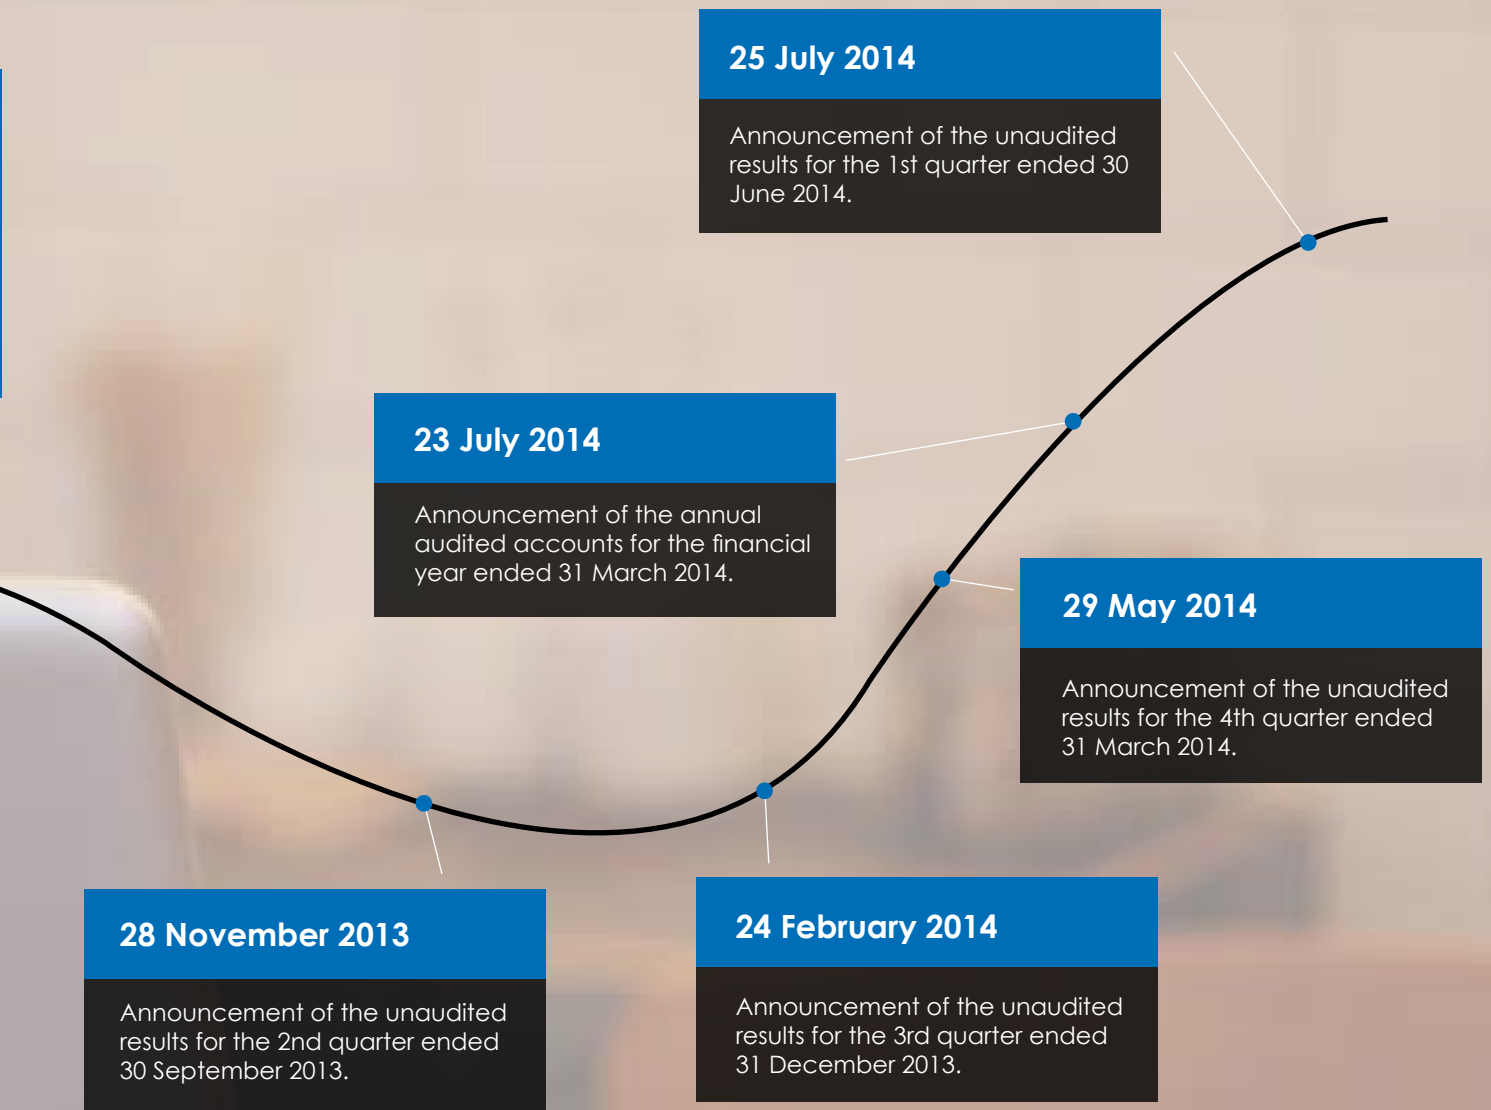 25 July 2014
Announcement of the unaudited
results for the 1st quarter ended 30
June 2014.
23 July 2014
Announcement of the annual
audited accounts for the financial
year ended 31 March 2014.
29 May 2014
Announcement of the unaudited
results for the 4th quarter ended
31 March 2014.
28 November 2013
Announcement of the unaudited
results for the 2nd quarter ended
30 September 2013.
24 February 2014
Announcement of the unaudited
results for the 3rd quarter ended
31 December 2013.